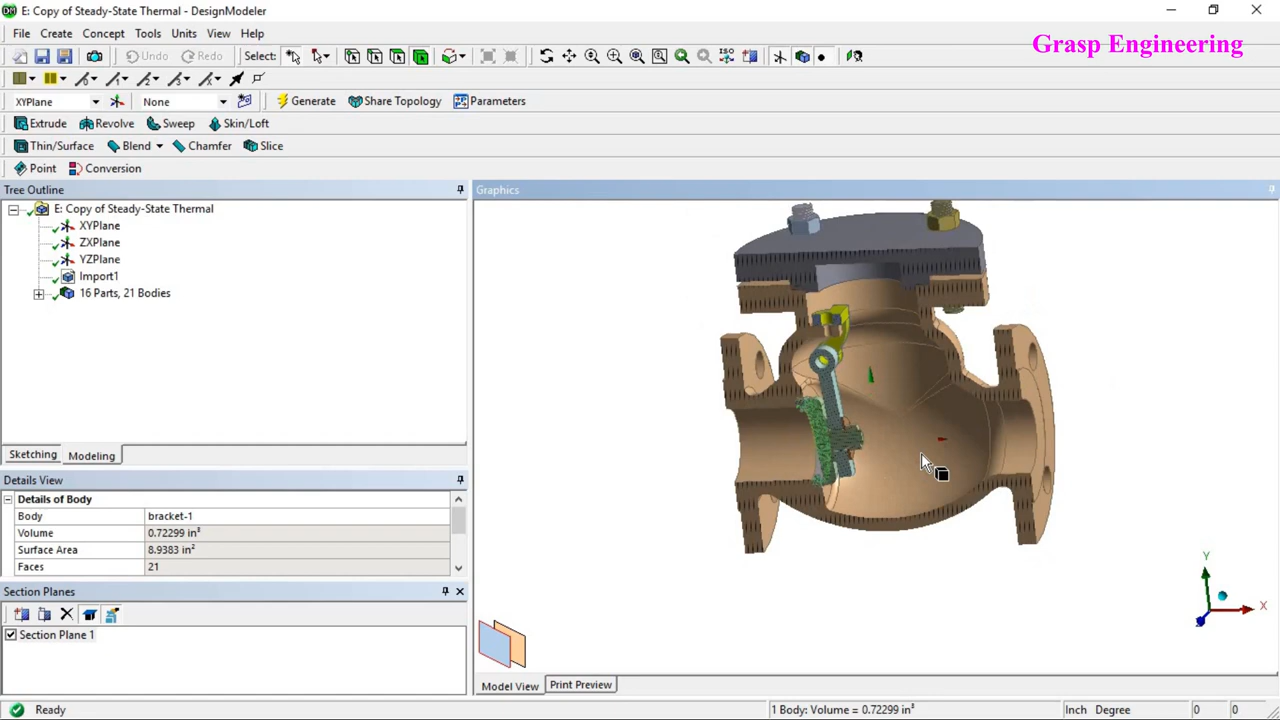 E: Copy of Steady-State Thermal - DesignModeler
Grasp Engineering
File Create Concept Tools Units View Help
Undo Redo Select: ISO
XYPlane None Generate Share Topology Parameters
Extrude Revolve Sweep Skin/Loft
Thin/Surface Blend Chamfer Slice
Point Conversion
Tree Outline
E: Copy of Steady-State Thermal
XYPlane
ZXPlane
YZPlane
Import1
16 Parts, 21 Bodies
Sketching Modeling
Details View
Details of Body
Body bracket-1
Volume 0.72299 in³
Surface Area 8.9383 in²
Faces 21
Section Planes
Section Plane 1
Graphics
Y
X
Model View Print Preview
Ready 1 Body: Volume = 0.72299 in³ Inch Degree 0 0